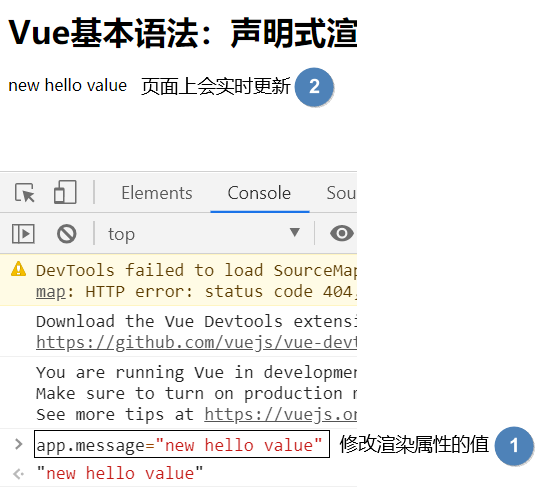 Vue基本语法：声明式渲
new hello value 页面上会实时更新 2
Elements Console Sou
top
DevTools failed to load SourceMap
map: HTTP error: status code 404,
Download the Vue Devtools extensi
https://github.com/vuejs/vue-devt
You are running Vue in developmen
Make sure to turn on production m
See more tips at https://vuejs.or
> app.message="new hello value" 修改渲染属性的值 1
"new hello value"